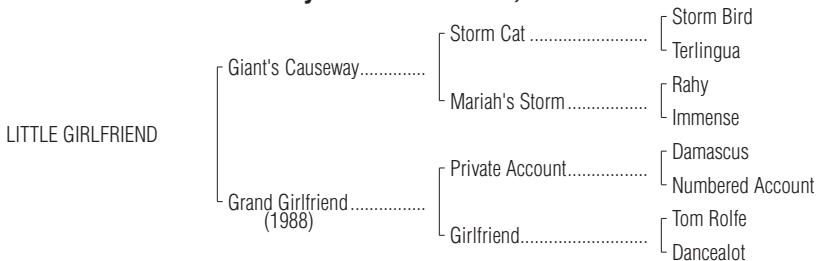 Storm Bird
Storm Cat ..................
Terlingua
Giant's Causeway..............
Rahy
Mariah's Storm .................
Immense
LITTLE GIRLFRIEND
Damascus
Private Account.................
Numbered Account
Grand Girlfriend ................
(1988)
Tom Rolfe
Girlfriend...........................
Dancealot